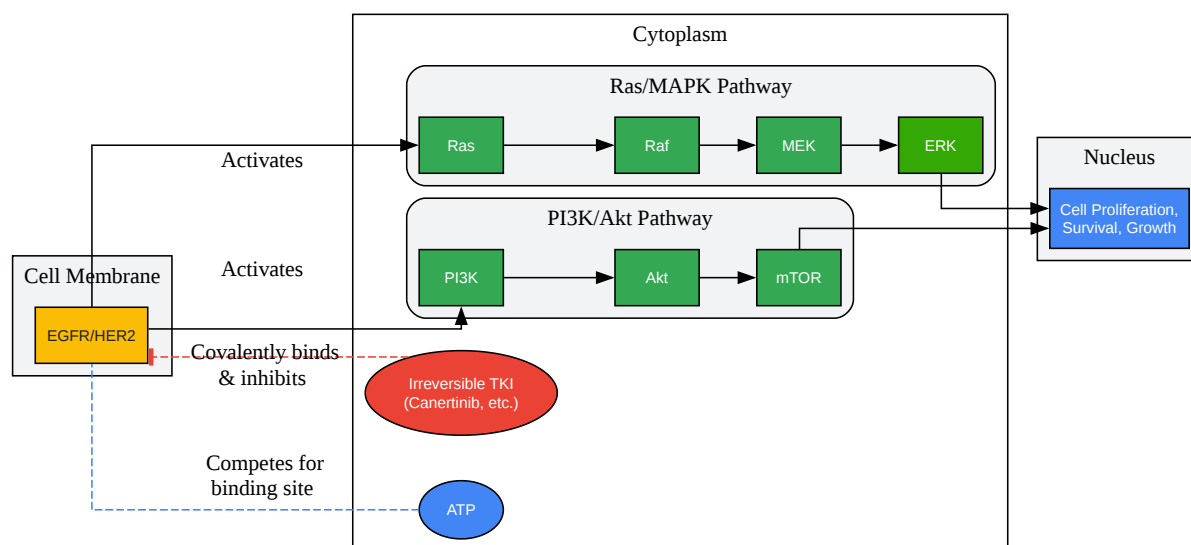 Cytoplasm
Ras/MAPK Pathway
Ras
Raf
MEK
ERK
Activates
Nucleus
Cell Proliferation,
Survival, Growth
PI3K/Akt Pathway
Activates
PI3K
Akt
mTOR
Cell Membrane
EGFR/HER2
Covalently binds
& inhibits
Irreversible TKI
(Canertinib, etc.)
Competes for
binding site
ATP